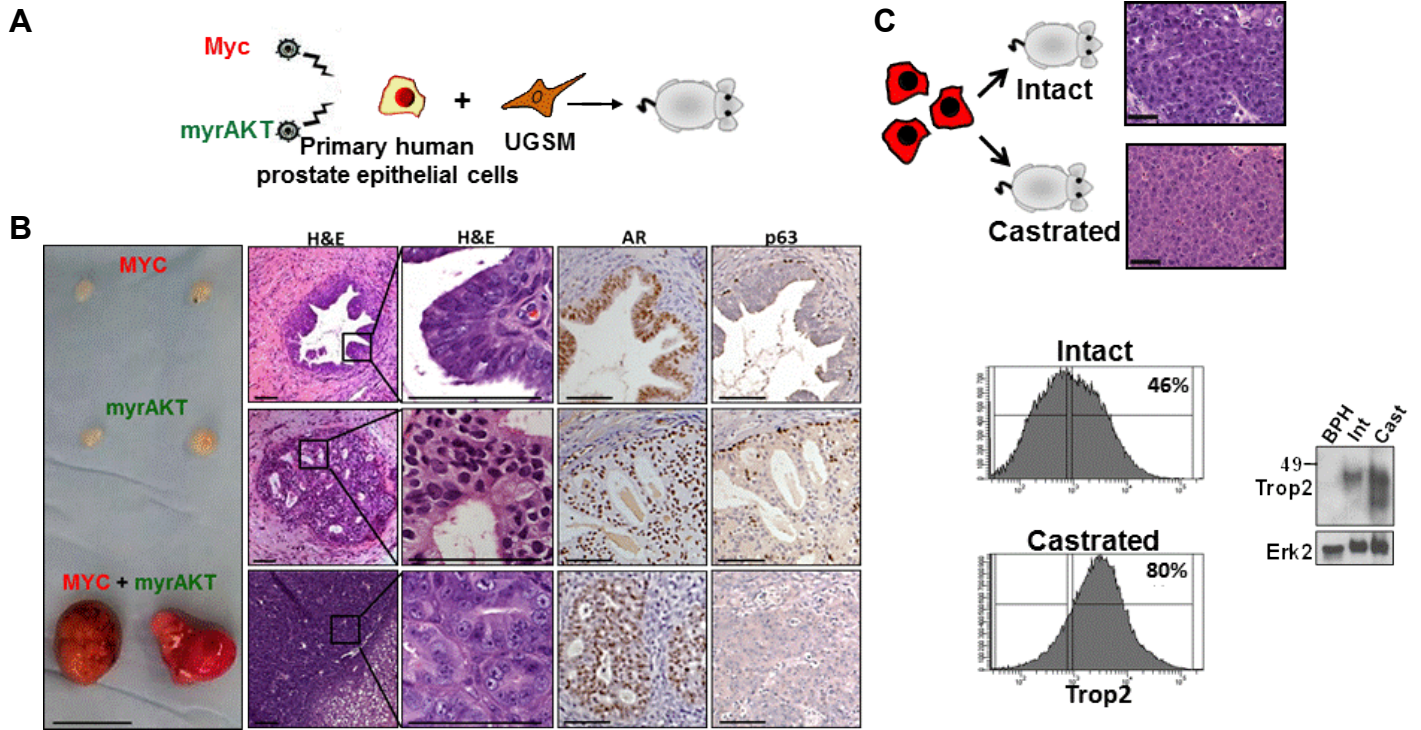 A
Myc
myrAKT
Primary human
prostate epithelial cells
+
UGSM
B
MYC
myrAKT
MYC + myrAKT
H&E
H&E
AR
p63
C
Intact
Castrated
Intact
46%
Castrated
80%
Trop2
BPH
Int
Cast
49
Trop2
Erk2